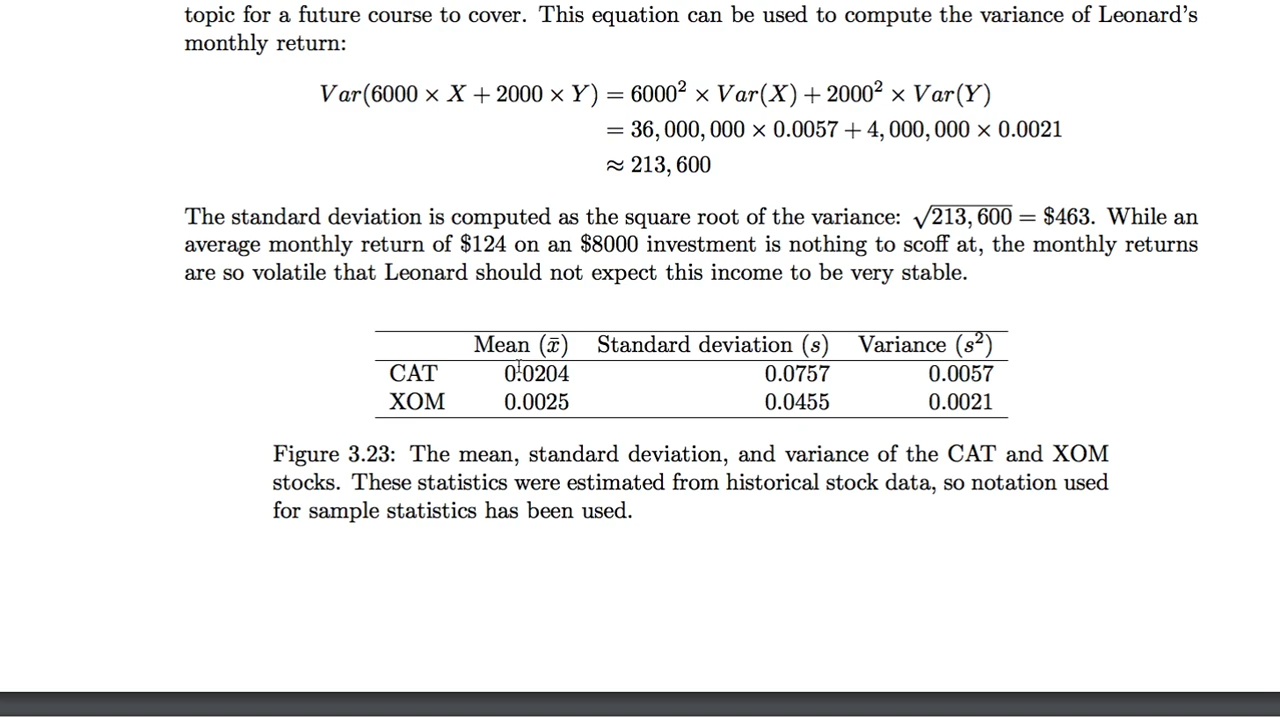 topic for a future course to cover. This equation can be used to compute the variance of Leonard's
monthly return:
Var(6000 × X + 2000 × Y) = 6000² × Var(X) + 2000² × Var(Y)
= 36,000,000 × 0.0057 + 4,000,000 × 0.0021
≈ 213,600
The standard deviation is computed as the square root of the variance: √213,600 = $463. While an
average monthly return of $124 on an $8000 investment is nothing to scoff at, the monthly returns
are so volatile that Leonard should not expect this income to be very stable.
Mean (x̄) Standard deviation (s) Variance (s²)
CAT 0.0204 0.0757 0.0057
XOM 0.0025 0.0455 0.0021
Figure 3.23: The mean, standard deviation, and variance of the CAT and XOM
stocks. These statistics were estimated from historical stock data, so notation used
for sample statistics has been used.